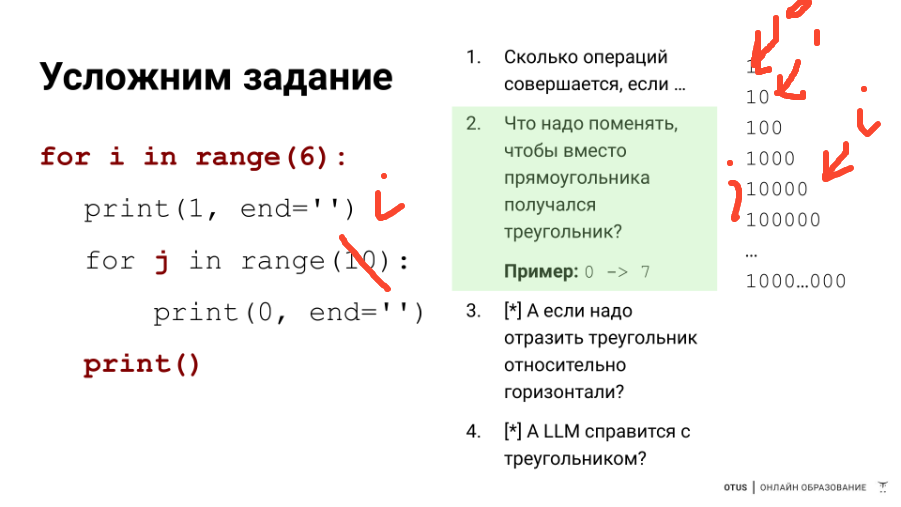 Усложним задание
for i in range(6):
print(1, end='')
i
for j in range(10):
print(0, end='')
print()
1. Сколько операций
совершается, если …
2. Что надо поменять,
чтобы вместо
прямоугольника
получался
треугольник?
Пример: 0 -> 7
3. [*] А если надо
отразить треугольник
относительно
горизонтали?
4. [*] А LLM справится с
треугольником?
1
10
100
1000
10000
100000
…
1000…000
i
j
OTUS | ОНЛАЙН ОБРАЗОВАНИЕ